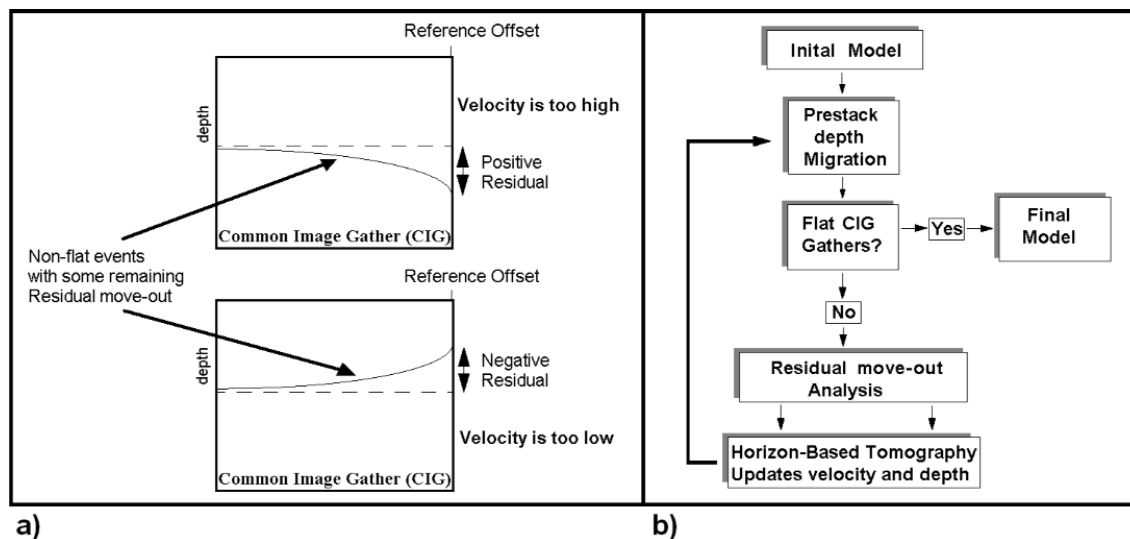 Reference Offset
depth
Velocity is too high
Positive
Residual
Common Image Gather (CIG)
Non-flat events
with some remaining
Residual move-out
Reference Offset
depth
Negative
Residual
Velocity is too low
Common Image Gather (CIG)
a)
Inital Model
Prestack
depth
Migration
Flat CIG
Gathers?
Yes
Final
Model
No
Residual move-out
Analysis
Horizon-Based Tomography
Updates velocity and depth
b)